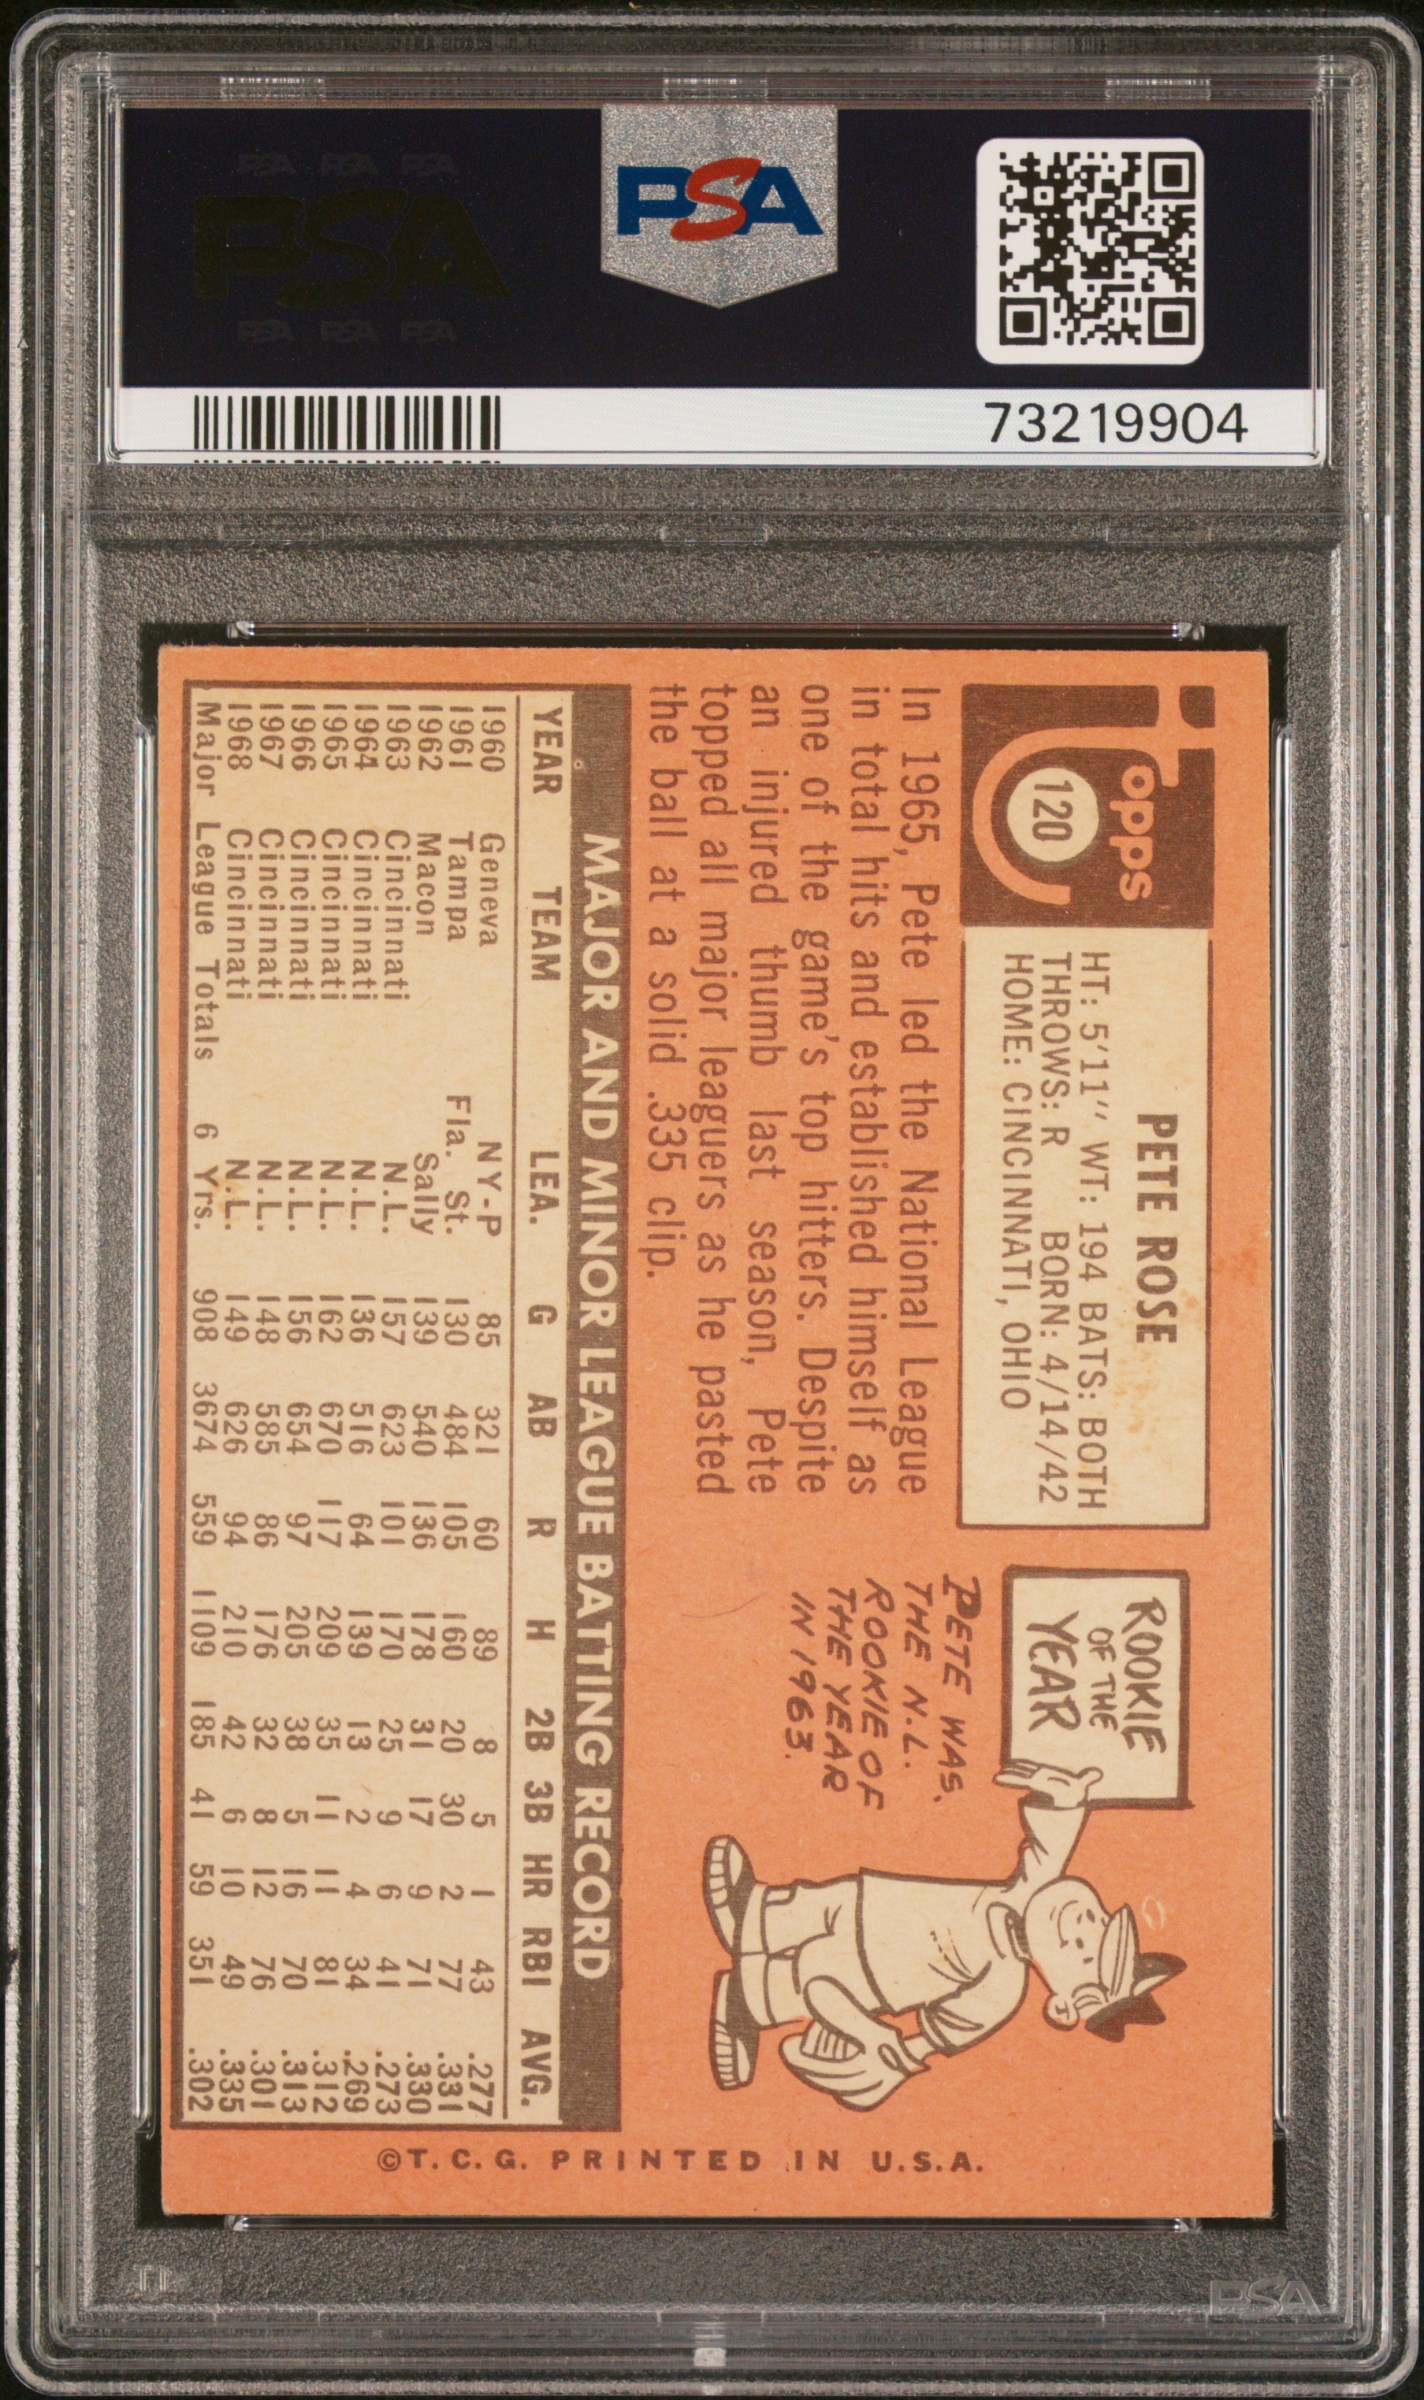 PSA PSA PSA
PSA
PSA PSA PSA
PSA
73219904
Topps
120
PETE ROSE
HT: 5'11" WT: 194 BATS: BOTH
THROWS: R BORN: 4/14/42
HOME: CINCINNATI, OHIO
In 1965, Pete led the National League
in total hits and established himself as
one of the game's top hitters. Despite
an injured thumb last season, Pete
topped all major leaguers as he pasted
the ball at a solid .335 clip.
ROOKIE
OF THE
YEAR
PETE WAS
THE N.L.
ROOKIE OF
THE YEAR
IN 1963.
MAJOR AND MINOR LEAGUE BATTING RECORD
YEAR TEAM LEA. G AB R H 2B 3B HR RBI AVG.
1960 Geneva NY-P 85 321 60 89 8 5 1 43 .277
1961 Tampa Fla. St. 130 484 105 160 20 30 2 77 .331
1962 Macon Sally 139 540 136 178 31 17 9 71 .330
1963 Cincinnati N.L. 157 623 101 170 25 9 6 41 .273
1964 Cincinnati N.L. 136 516 64 139 13 2 4 34 .269
1965 Cincinnati N.L. 162 670 117 209 35 11 11 81 .312
1966 Cincinnati N.L. 156 654 97 205 38 5 16 70 .313
1967 Cincinnati N.L. 148 585 86 176 32 8 12 76 .301
1968 Cincinnati N.L. 149 626 94 210 42 6 10 49 .335
Major League Totals 6 Yrs. 908 3674 559 1109 185 41 59 351 .302
©T.C.G. PRINTED IN U.S.A.
PSA